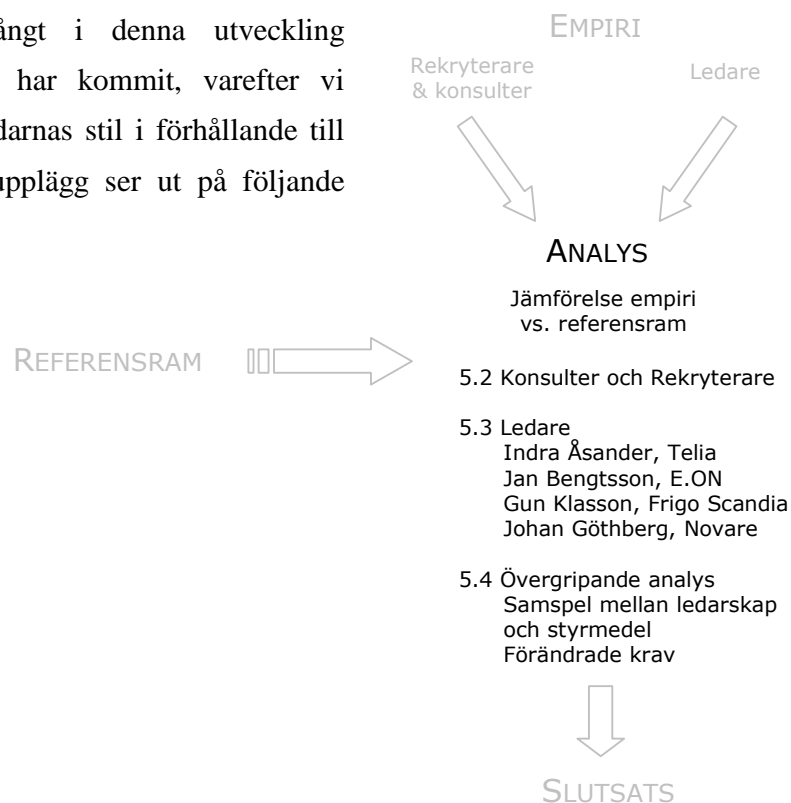 ångt i denna utveckling
har kommit, varefter vi
darnas stil i förhållande till
upplägg ser ut på följande
EMPIRI
Rekryterare
& konsulter
Ledare
REFERENSRAM
ANALYS
Jämförelse empiri
vs. referensram
5.2 Konsulter och Rekryterare
5.3 Ledare
Indra Åsander, Telia
Jan Bengtsson, E.ON
Gun Klasson, Frigo Scandia
Johan Göthberg, Novare
5.4 Övergripande analys
Samspel mellan ledarskap
och styrmedel
Förändrade krav
SLUTSATS